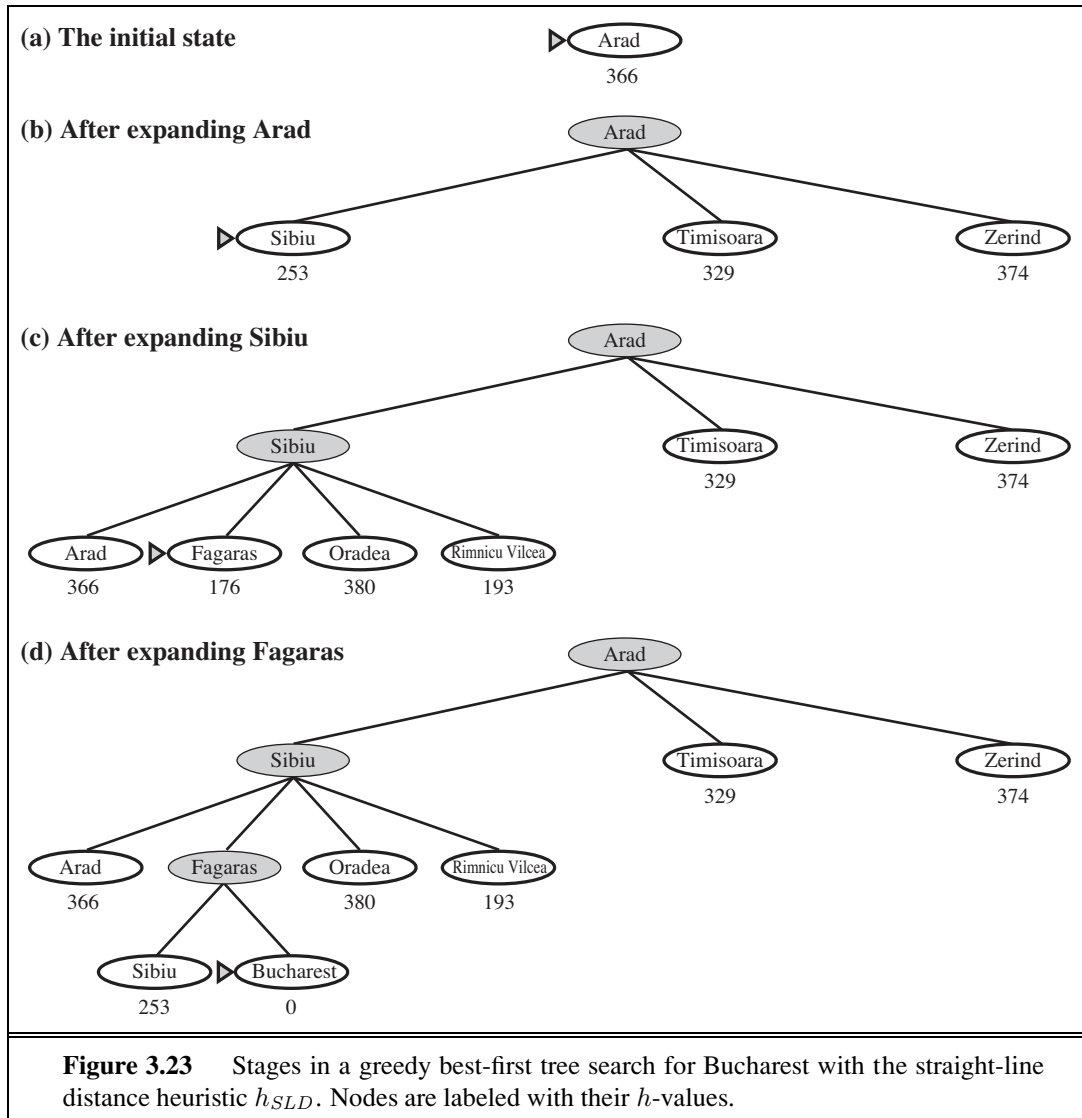 (a) The initial state
Arad
366
(b) After expanding Arad
Arad
Sibiu Timisoara Zerind
253 329 374
(c) After expanding Sibiu
Arad
Sibiu Timisoara Zerind
329 374
Arad Fagaras Oradea Rimnicu Vilcea
366 176 380 193
(d) After expanding Fagaras
Arad
Sibiu Timisoara Zerind
329 374
Arad Fagaras Oradea Rimnicu Vilcea
366 380 193
Sibiu Bucharest
253 0
Figure 3.23 Stages in a greedy best-first tree search for Bucharest with the straight-line
distance heuristic hSLD. Nodes are labeled with their h-values.